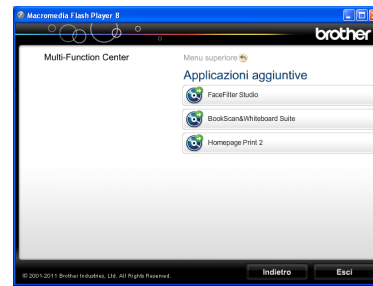 Macromedia Flash Player 8
brother
Multi-Function Center
Menu superiore
Applicazioni aggiuntive
FaceFilter Studio
BookScan&Whiteboard Suite
Homepage Print 2
© 2001-2011 Brother Industries, Ltd. All Rights Reserved.
Indietro
Esci